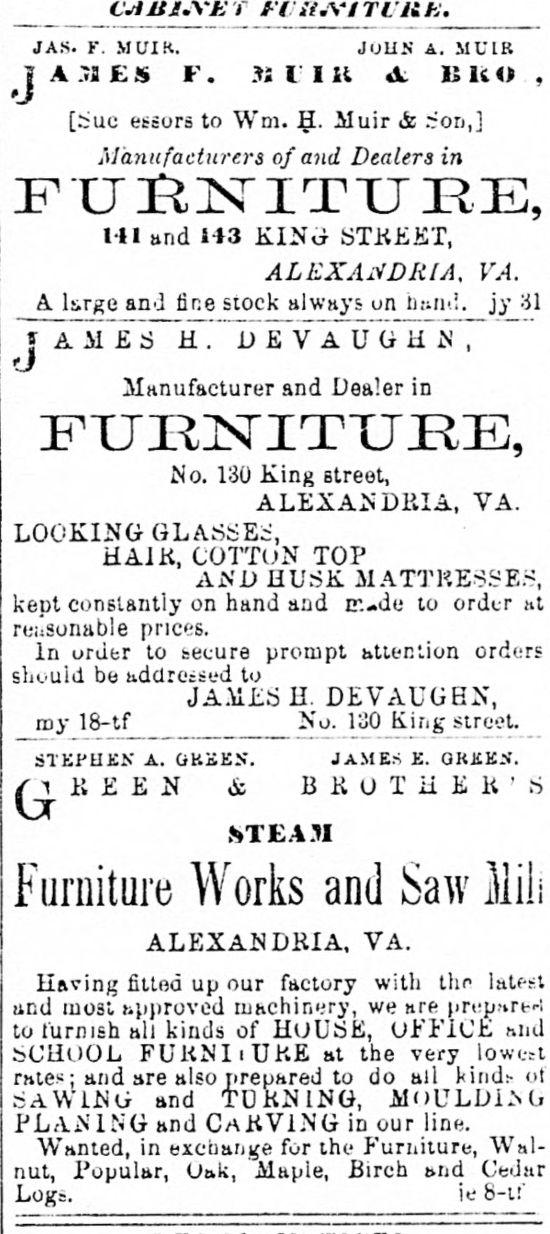 CABINET FURNITURE.
JAS. F. MUIR. JOHN A. MUIR
JAMES F. MUIR & BRO.,
[Suc essors to Wm. H. Muir & Son,]
Manufacturers of and Dealers in
FURNITURE,
141 and 143 KING STREET,
ALEXANDRIA, VA.
A large and fine stock always on hand. jy 31
JAMES H. DEVAUGHN,
Manufacturer and Dealer in
FURNITURE,
No. 130 King street,
ALEXANDRIA, VA.
LOOKING GLASSES,
HAIR, COTTON TOP
AND HUSK MATTRESSES,
kept constantly on hand and made to order at
reasonable prices.
In order to secure prompt attention orders
should be addressed to
JAMES H. DEVAUGHN,
my 18-tf No. 130 King street.
STEPHEN A. GREEN. JAMES E. GREEN.
GREEN & BROTHER'S
STEAM
Furniture Works and Saw Mill
ALEXANDRIA, VA.
Having fitted up our factory with the latest
and most approved machinery, we are prepared
to furnish all kinds of HOUSE, OFFICE and
SCHOOL FURNITURE at the very lowest
rates; and are also prepared to do all kinds of
SAWING and TURNING, MOULDING
PLANING and CARVING in our line.
Wanted, in exchange for the Furniture, Wal-
nut, Popular, Oak, Maple, Birch and Cedar
Logs. je 8-tf